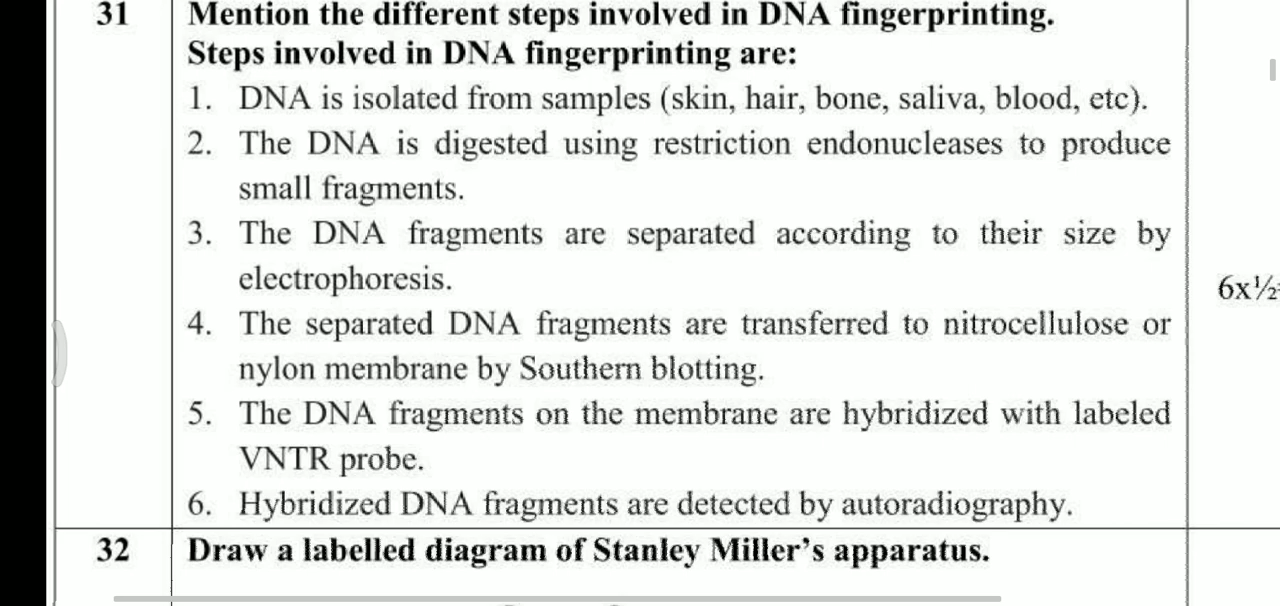 31 Mention the different steps involved in DNA fingerprinting.
Steps involved in DNA fingerprinting are:
1. DNA is isolated from samples (skin, hair, bone, saliva, blood, etc).
2. The DNA is digested using restriction endonucleases to produce
small fragments.
3. The DNA fragments are separated according to their size by
electrophoresis.
6x½
4. The separated DNA fragments are transferred to nitrocellulose or
nylon membrane by Southern blotting.
5. The DNA fragments on the membrane are hybridized with labeled
VNTR probe.
6. Hybridized DNA fragments are detected by autoradiography.
32 Draw a labelled diagram of Stanley Miller's apparatus.